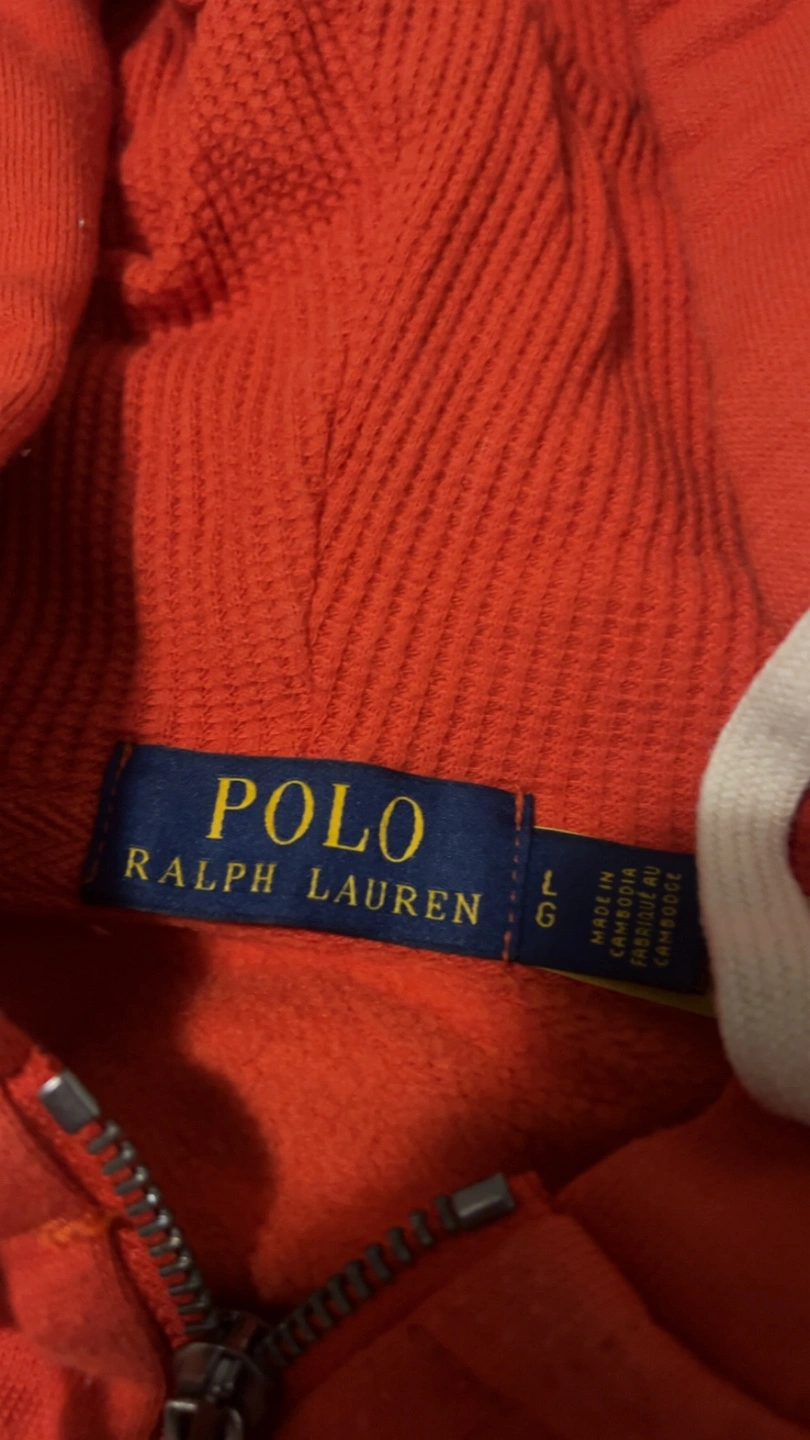 POLO
RALPH LAUREN
L
G
MADE IN
CAMBODIA
FABRIQUÉ AU
CAMBODGE